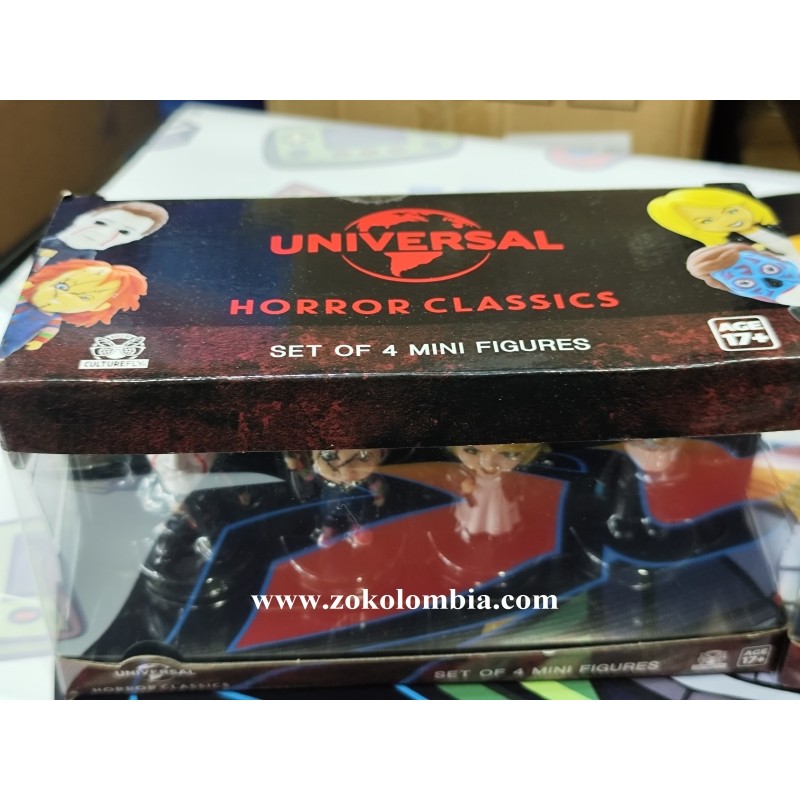 UNIVERSAL
HORROR CLASSICS
SET OF 4 MINI FIGURES
AGE
17+
CULTUREFLY
www.zokolombia.com
UNIVERSAL
HORROR CLASSICS
SET OF 4 MINI FIGURES
AGE
17+